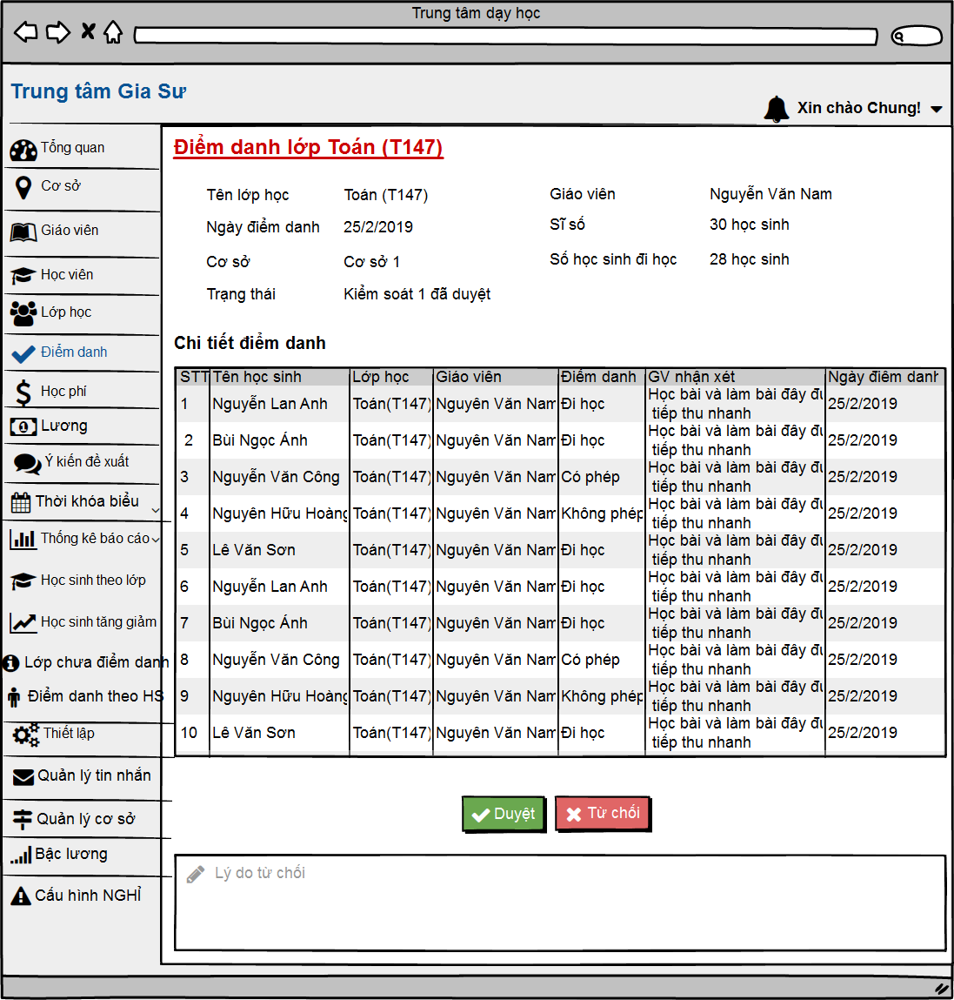 Trung tâm dạy học
Trung tâm Gia Sư
Xin chào Chung!
Tổng quan
Cơ sở
Giáo viên
Học viên
Lớp học
Điểm danh
Học phí
Lương
Ý kiến đề xuất
Thời khóa biểu
Thống kê báo cáo
Học sinh theo lớp
Học sinh tăng giảm
Lớp chưa điểm danh
Điểm danh theo HS
Thiết lập
Quản lý tin nhắn
Quản lý cơ sở
Bậc lương
Cấu hình NGHỈ
Điểm danh lớp Toán (T147)
Tên lớp học Toán (T147) Giáo viên Nguyễn Văn Nam
Ngày điểm danh 25/2/2019 Sĩ số 30 học sinh
Cơ sở Cơ sở 1 Số học sinh đi học 28 học sinh
Trạng thái Kiểm soát 1 đã duyệt
Chi tiết điểm danh
STT Tên học sinh Lớp học Giáo viên Điểm danh GV nhận xét Ngày điểm danh
1 Nguyễn Lan Anh Toán(T147) Nguyên Văn Nam Đi học Học bài và làm bài đây đu tiếp thu nhanh 25/2/2019
2 Bùi Ngọc Ánh Toán(T147) Nguyên Văn Nam Đi học Học bài và làm bài đây đu tiếp thu nhanh 25/2/2019
3 Nguyễn Văn Công Toán(T147) Nguyên Văn Nam Có phép Học bài và làm bài đây đu tiếp thu nhanh 25/2/2019
4 Nguyên Hữu Hoàng Toán(T147) Nguyên Văn Nam Không phép Học bài và làm bài đây đu tiếp thu nhanh 25/2/2019
5 Lê Văn Sơn Toán(T147) Nguyên Văn Nam Đi học Học bài và làm bài đây đu tiếp thu nhanh 25/2/2019
6 Nguyễn Lan Anh Toán(T147) Nguyên Văn Nam Đi học Học bài và làm bài đây đu tiếp thu nhanh 25/2/2019
7 Bùi Ngọc Ánh Toán(T147) Nguyên Văn Nam Đi học Học bài và làm bài đây đu tiếp thu nhanh 25/2/2019
8 Nguyễn Văn Công Toán(T147) Nguyên Văn Nam Có phép Học bài và làm bài đây đu tiếp thu nhanh 25/2/2019
9 Nguyên Hữu Hoàng Toán(T147) Nguyên Văn Nam Không phép Học bài và làm bài đây đu tiếp thu nhanh 25/2/2019
10 Lê Văn Sơn Toán(T147) Nguyên Văn Nam Đi học Học bài và làm bài đây đu tiếp thu nhanh 25/2/2019
Duyệt Từ chối
Lý do từ chối